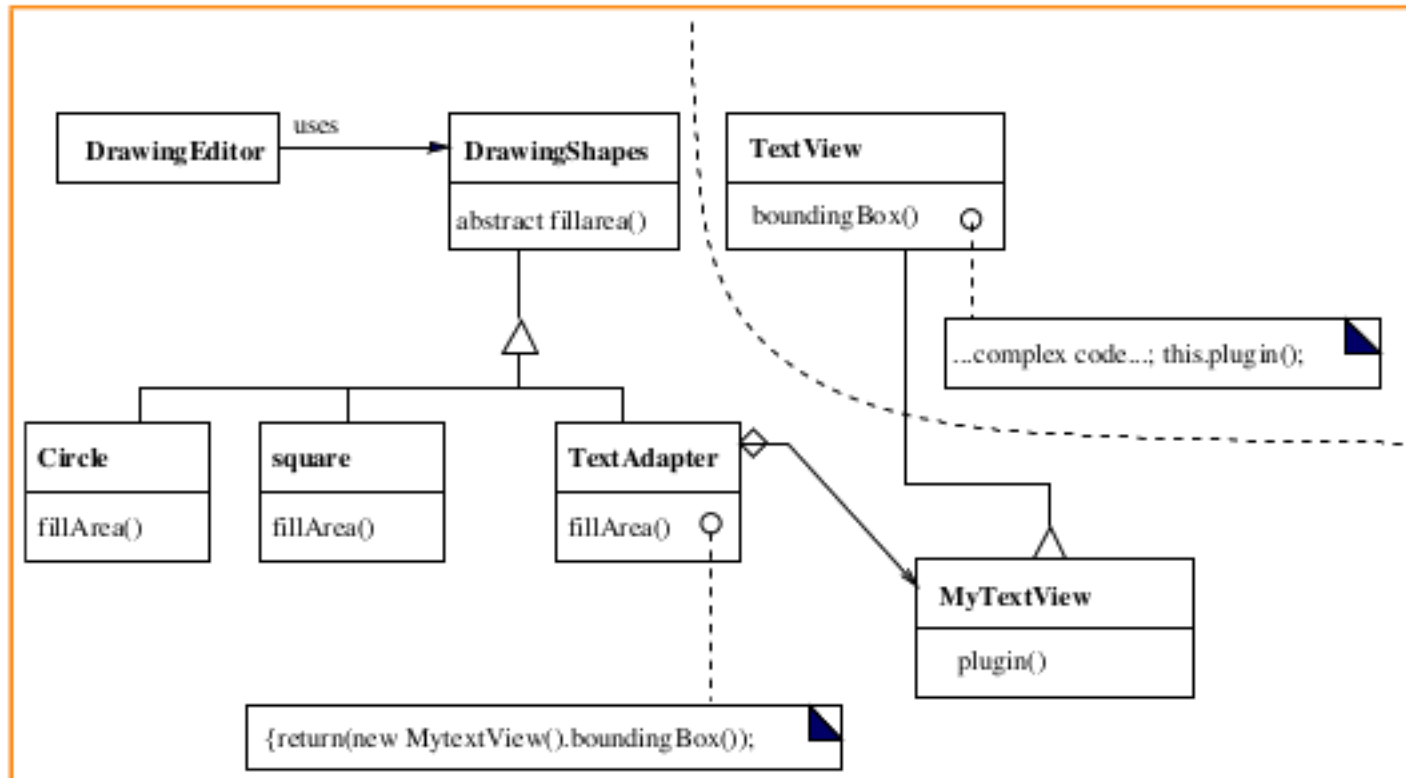 uses
DrawingEditor
DrawingShapes
abstract fillarea()
TextView
boundingBox()
...complex code...; this.plugin();
Circle
fillArea()
square
fillArea()
TextAdapter
fillArea()
MyTextView
plugin()
{return(new MytextView().boundingBox());